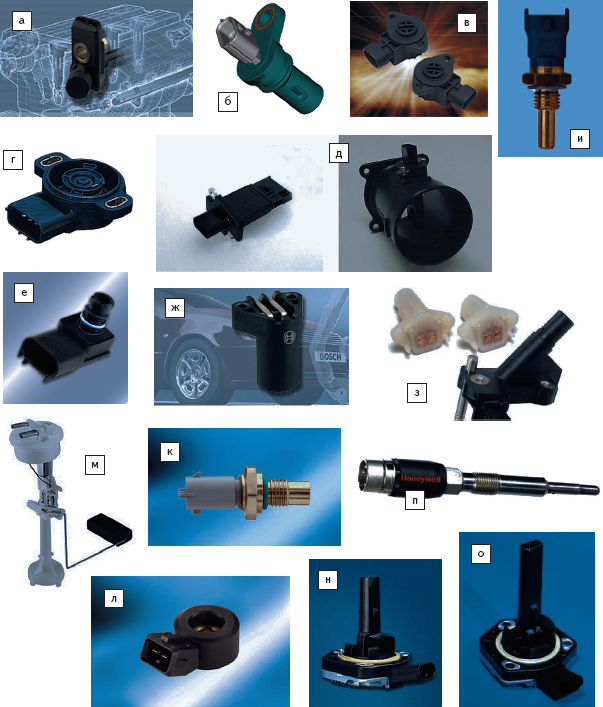 а
б
в
и
г
д
е
ж
BOSCH
з
м
к
п
Honeywell
л
н
о